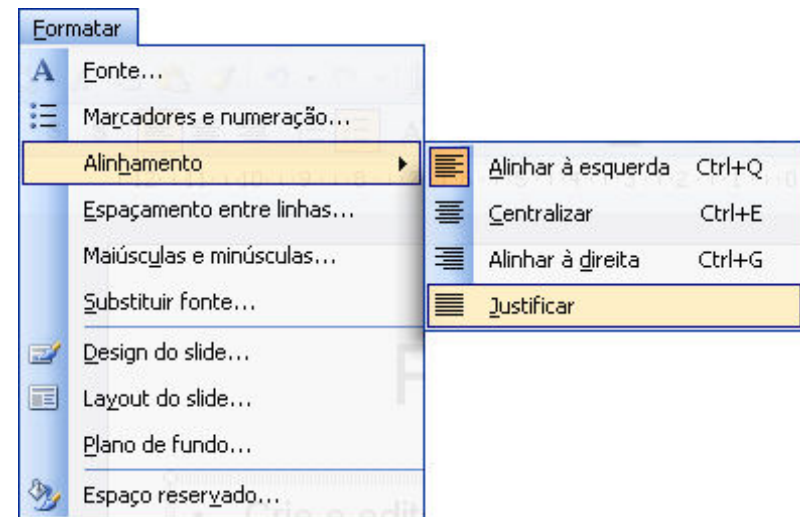 Formatar
Fonte...
Marcadores e numeração...
Alinhamento
Alinhar à esquerda Ctrl+Q
Centralizar Ctrl+E
Alinhar à direita Ctrl+G
Justificar
Espaçamento entre linhas...
Maiúsculas e minúsculas...
Substituir fonte...
Design do slide...
Layout do slide...
Plano de fundo...
Espaço reservado...